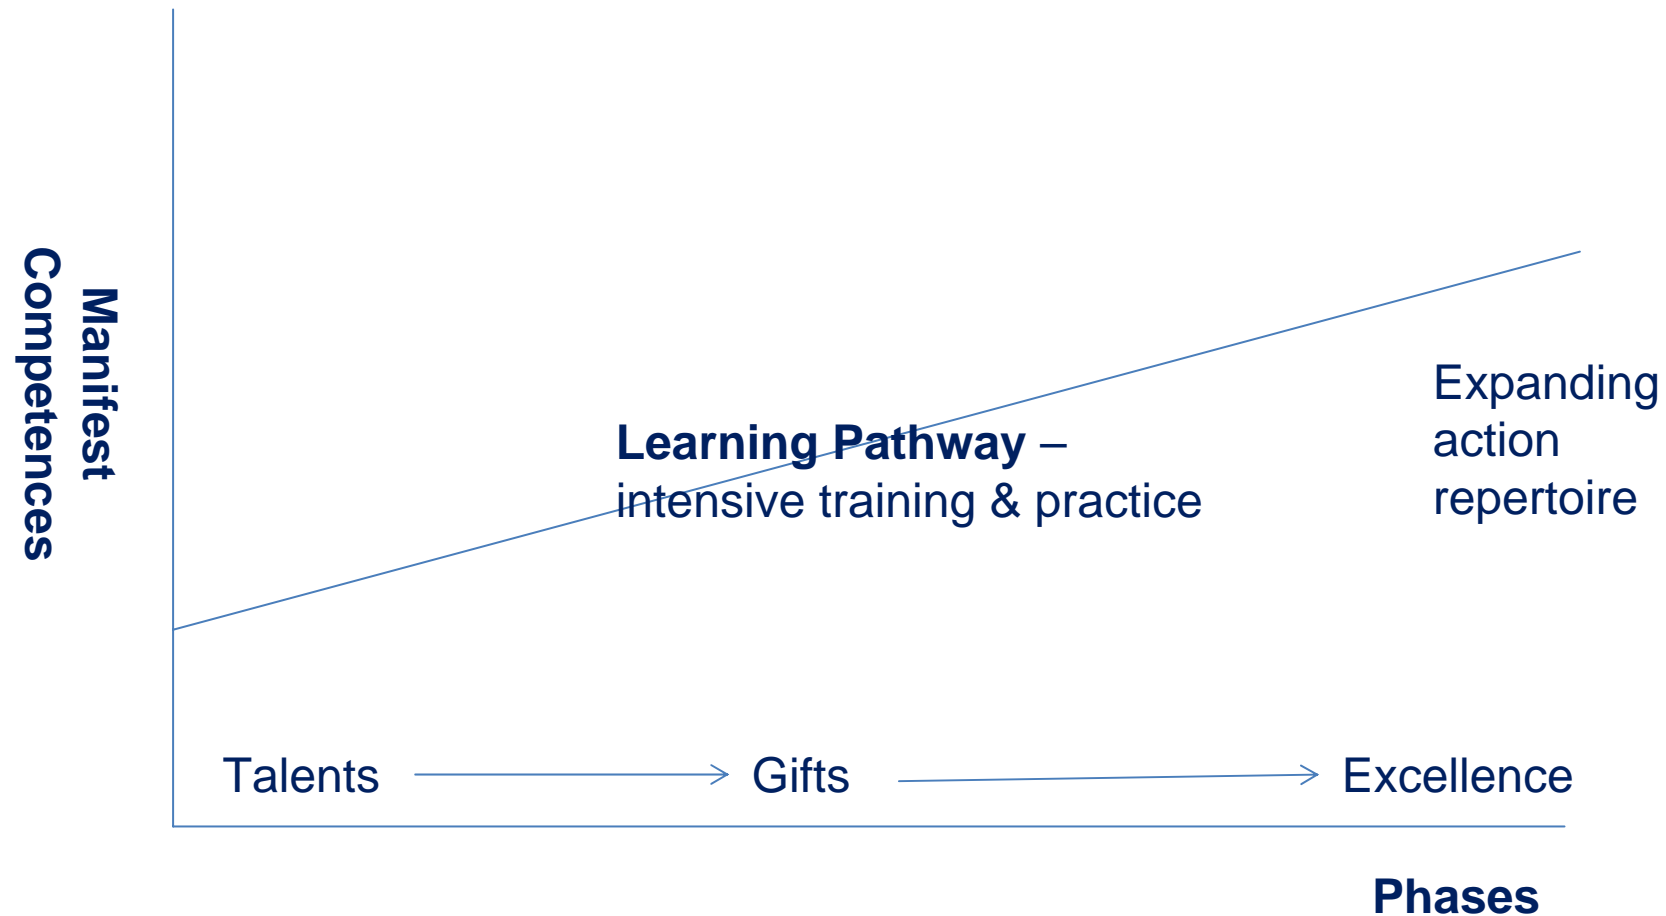 Manifest
Competences
Learning Pathway –
intensive training & practice
Expanding
action
repertoire
Talents
Gifts
Excellence
Phases